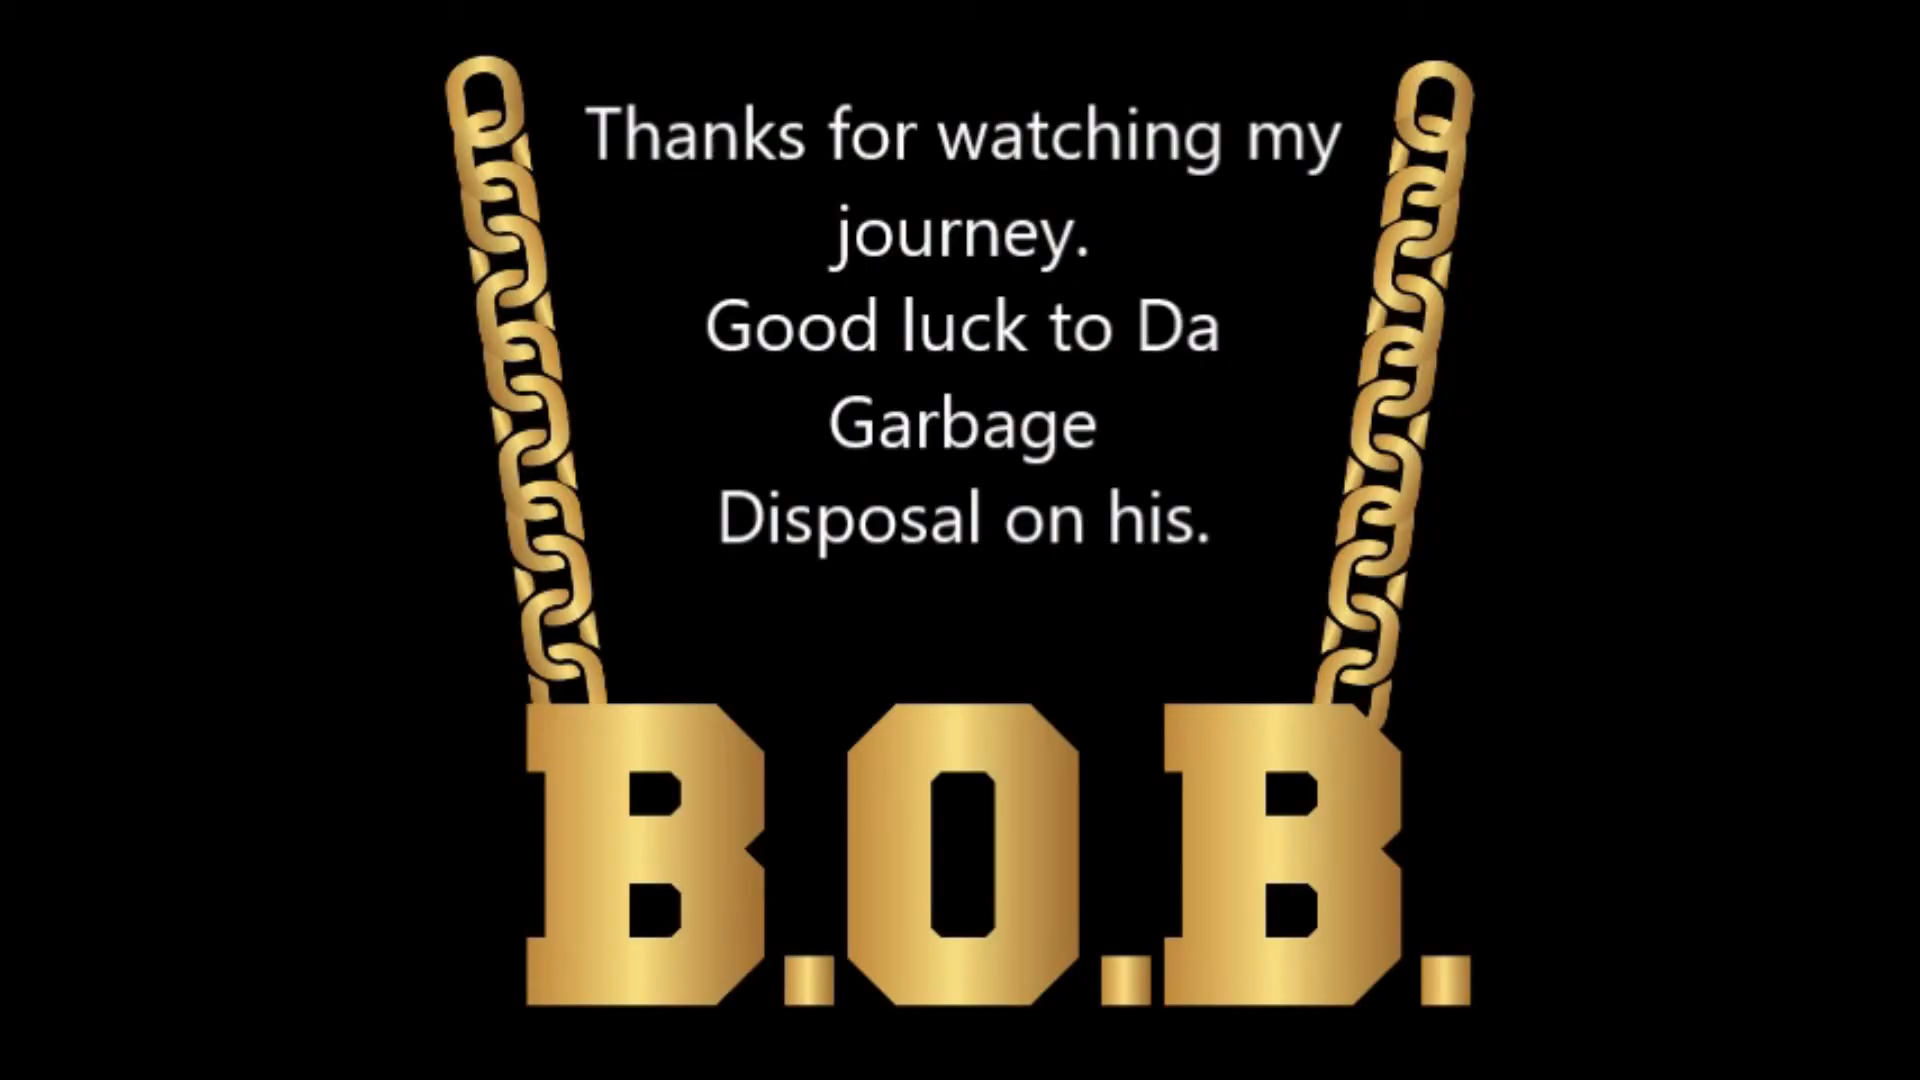 Thanks for watching my
journey.
Good luck to Da
Garbage
Disposal on his.
B.O.B.